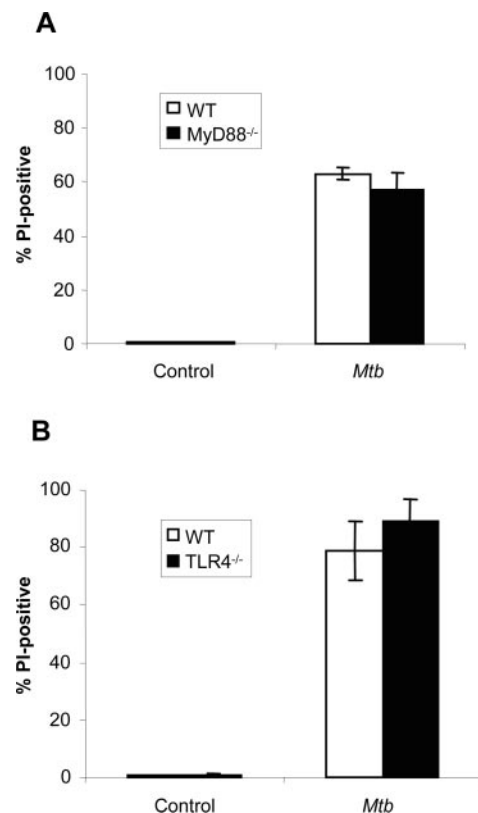 A
100
80
60
40
20
0
% PI-positive
WT
MyD88-/-
Control Mtb
B
100
80
60
40
20
0
% PI-positive
WT
TLR4-/-
Control Mtb